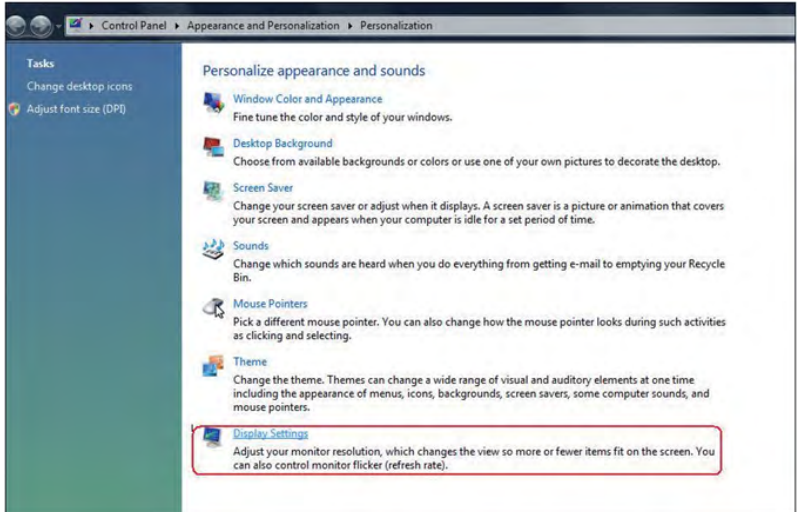 Control Panel ▸ Appearance and Personalization ▸ Personalization
Tasks
Change desktop icons
Adjust font size (DPI)
Personalize appearance and sounds
Window Color and Appearance
Fine tune the color and style of your windows.
Desktop Background
Choose from available backgrounds or colors or use one of your own pictures to decorate the desktop.
Screen Saver
Change your screen saver or adjust when it displays. A screen saver is a picture or animation that covers
your screen and appears when your computer is idle for a set period of time.
Sounds
Change which sounds are heard when you do everything from getting e-mail to emptying your Recycle
Bin.
Mouse Pointers
Pick a different mouse pointer. You can also change how the mouse pointer looks during such activities
as clicking and selecting.
Theme
Change the theme. Themes can change a wide range of visual and auditory elements at one time
including the appearance of menus, icons, backgrounds, screen savers, some computer sounds, and
mouse pointers.
Display Settings
Adjust your monitor resolution, which changes the view so more or fewer items fit on the screen. You
can also control monitor flicker (refresh rate).